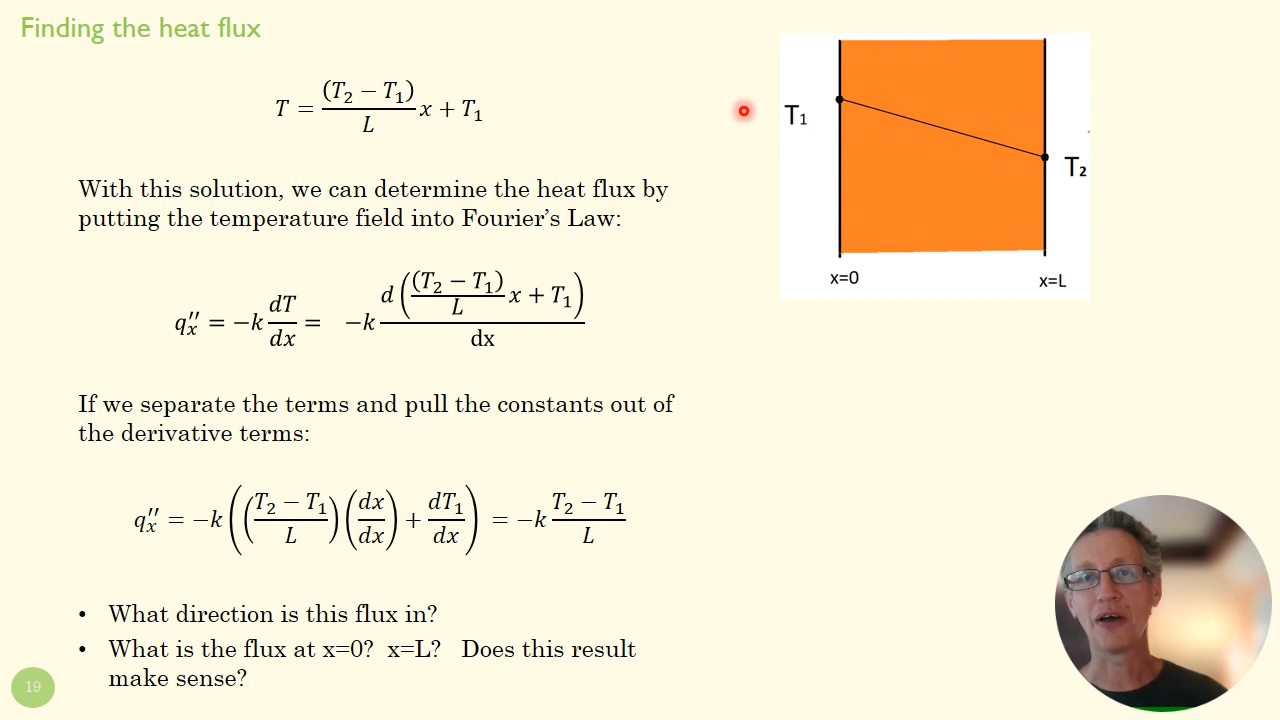 Finding the heat flux
T = (T₂ − T₁)/L x + T₁
With this solution, we can determine the heat flux by
putting the temperature field into Fourier's Law:
q″ₓ = −k dT/dx = −k d((T₂ − T₁)/L x + T₁)/dx
If we separate the terms and pull the constants out of
the derivative terms:
q″ₓ = −k(((T₂ − T₁)/L)(dx/dx) + dT₁/dx) = −k (T₂ − T₁)/L
• What direction is this flux in?
• What is the flux at x=0? x=L? Does this result
make sense?
19
T₁
T₂
x=0
x=L